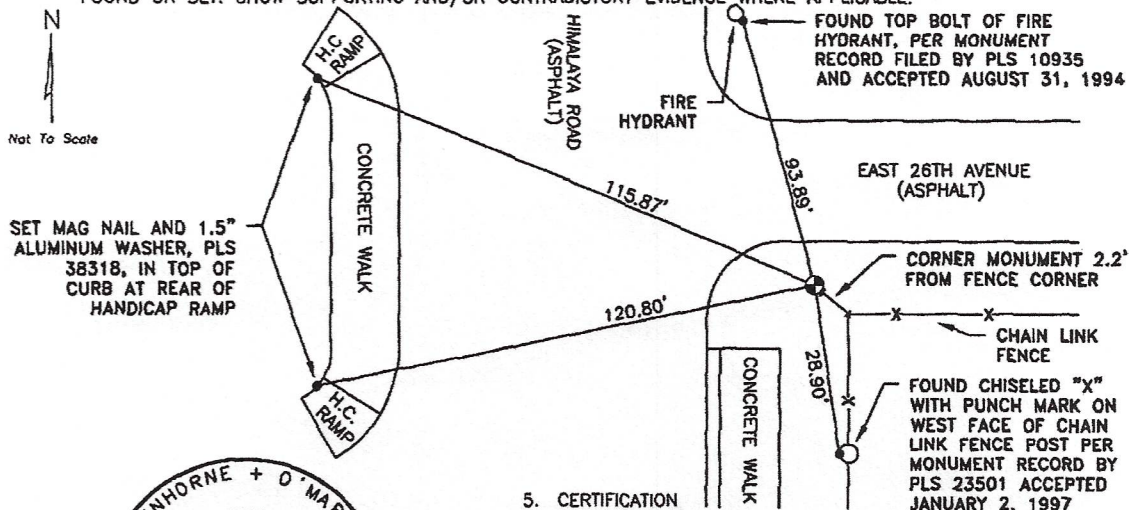 FOUND OR SET. SHOW SUPPORTING AND/OR CONTRADICTORY EVIDENCE WHERE APPLICABLE.
N
Not To Scale
H.C.
RAMP
HIMALAYA ROAD
(ASPHALT)
FOUND TOP BOLT OF FIRE
HYDRANT, PER MONUMENT
RECORD FILED BY PLS 10935
AND ACCEPTED AUGUST 31, 1994
FIRE
HYDRANT
CONCRETE WALK
93.89'
EAST 26TH AVENUE
(ASPHALT)
115.87'
SET MAG NAIL AND 1.5"
ALUMINUM WASHER, PLS
38318, IN TOP OF
CURB AT REAR OF
HANDICAP RAMP
CORNER MONUMENT 2.2'
FROM FENCE CORNER
120.80'
CHAIN LINK
FENCE
28.90'
H.C.
RAMP
CONCRETE WALK
FOUND CHISELED "X"
WITH PUNCH MARK ON
WEST FACE OF CHAIN
LINK FENCE POST PER
MONUMENT RECORD BY
PLS 23501 ACCEPTED
JANUARY 2, 1997
5. CERTIFICATION